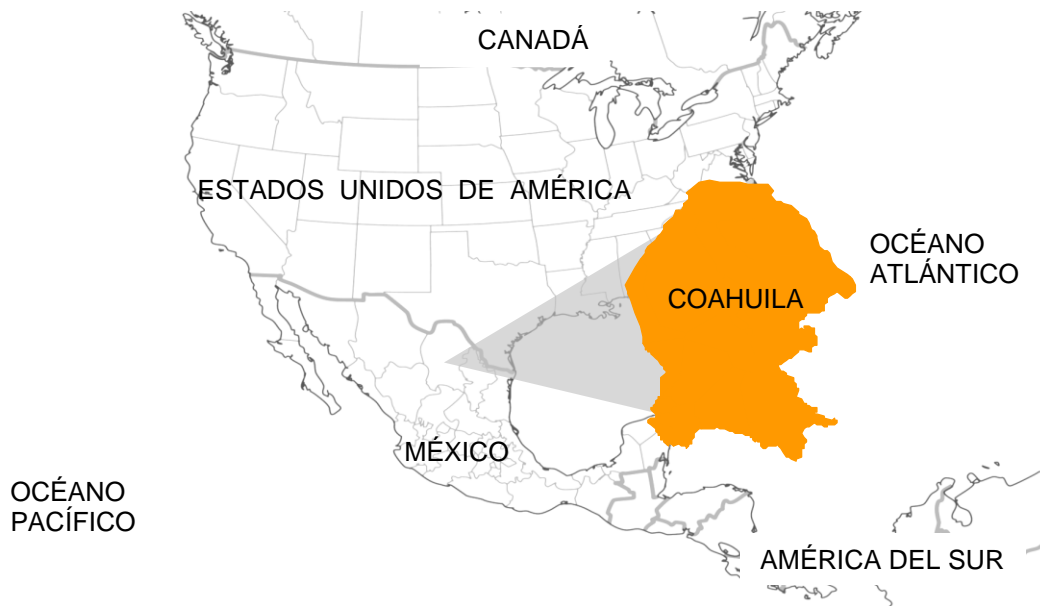 CANADÁ
ESTADOS UNIDOS DE AMÉRICA
OCÉANO
ATLÁNTICO
COAHUILA
MÉXICO
OCÉANO
PACÍFICO
AMÉRICA DEL SUR